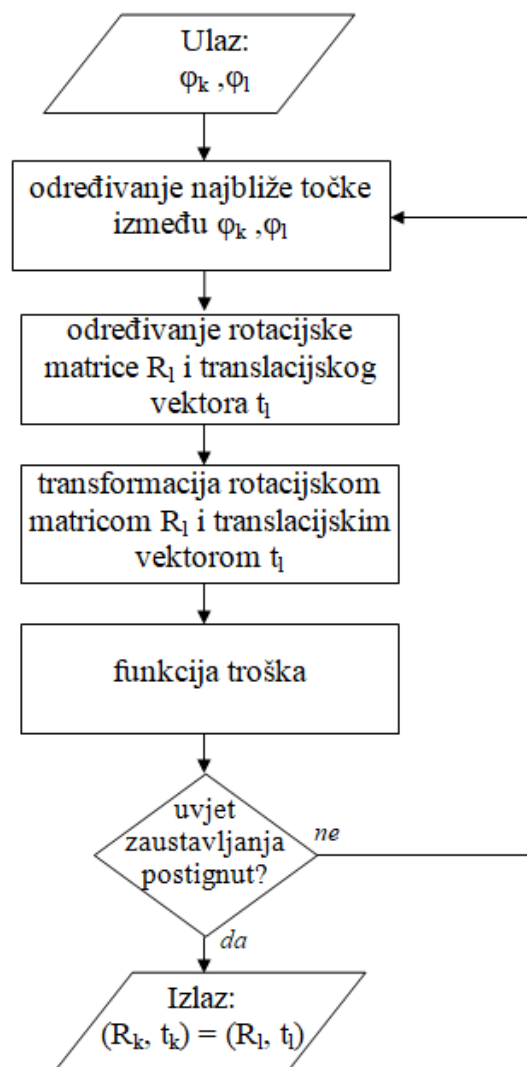 Ulaz:
φₖ ,φₗ
određivanje najbliže točke
između φₖ ,φₗ
određivanje rotacijske
matrice Rₗ i translacijskog
vektora tₗ
transformacija rotacijskom
matricom Rₗ i translacijskim
vektorom tₗ
funkcija troška
uvjet
zaustavljanja
postignut?
ne
da
Izlaz:
(Rₖ, tₖ) = (Rₗ, tₗ)